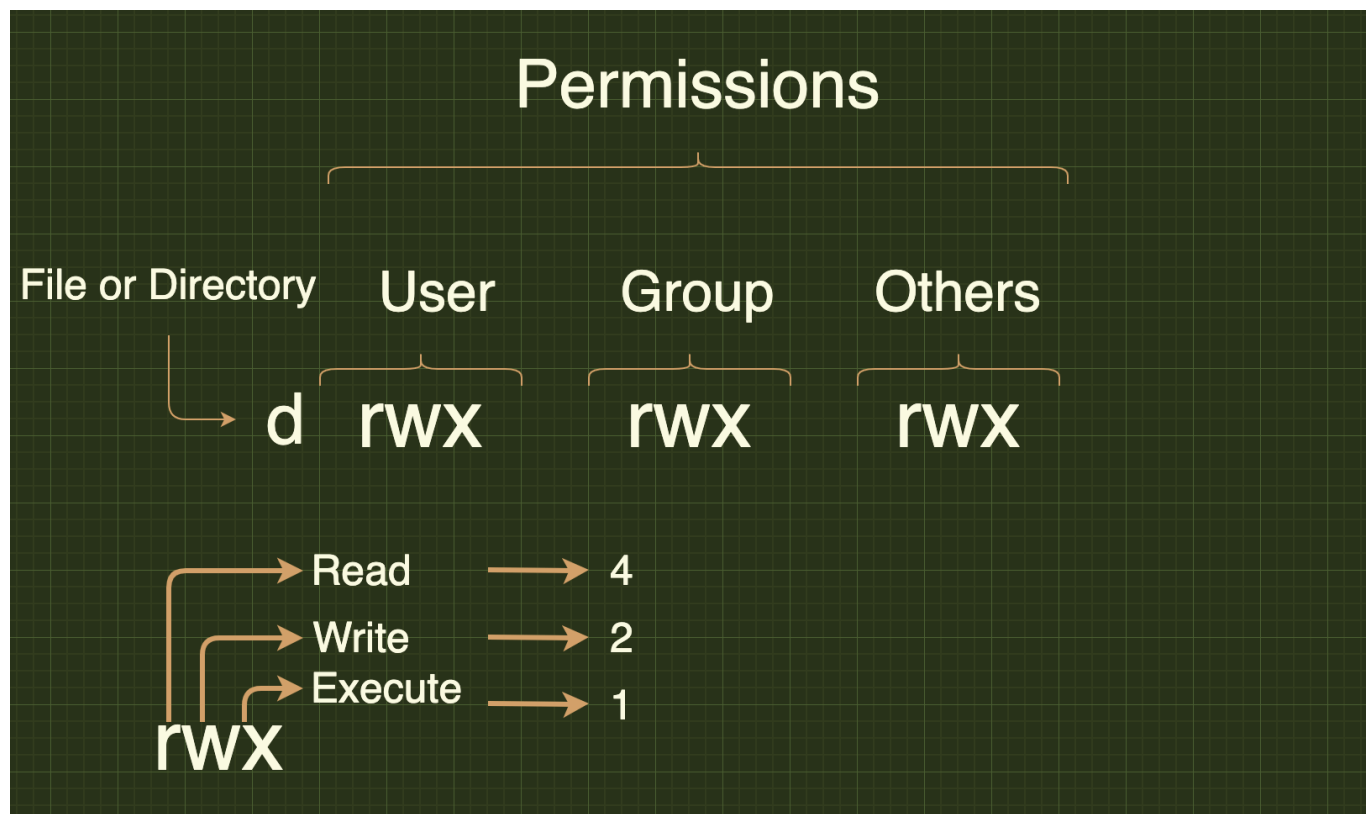 Permissions
File or Directory User Group Others
d rwx rwx rwx
Read 4
Write 2
Execute 1
rwx